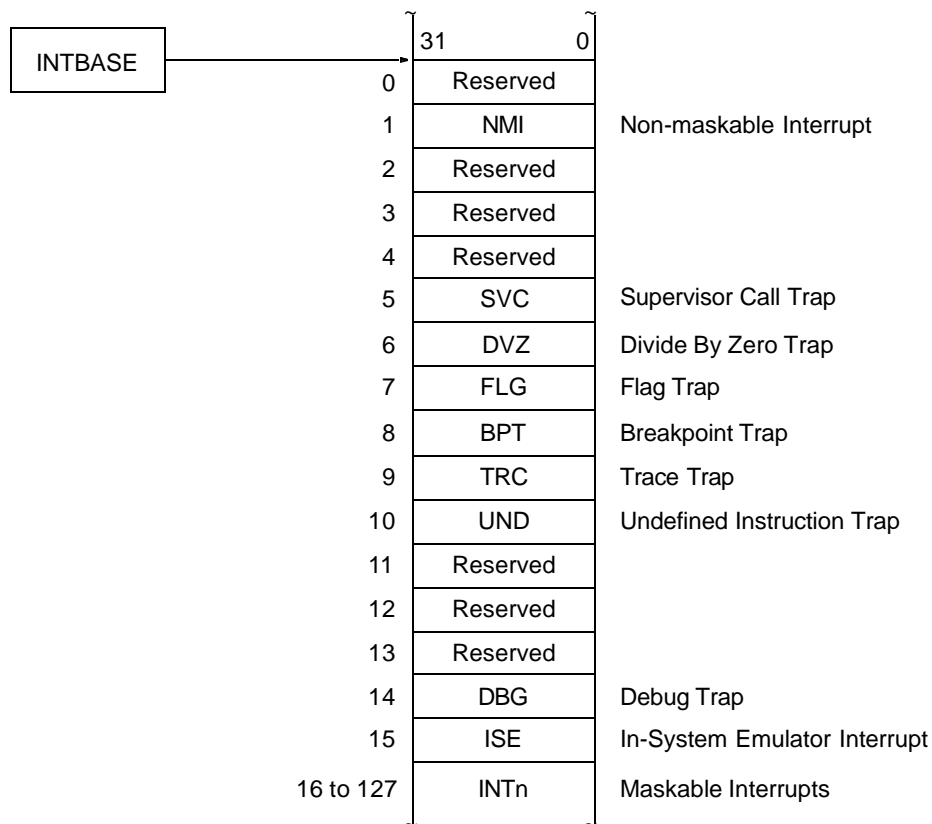 31 0
INTBASE
0 Reserved
1 NMI Non-maskable Interrupt
2 Reserved
3 Reserved
4 Reserved
5 SVC Supervisor Call Trap
6 DVZ Divide By Zero Trap
7 FLG Flag Trap
8 BPT Breakpoint Trap
9 TRC Trace Trap
10 UND Undefined Instruction Trap
11 Reserved
12 Reserved
13 Reserved
14 DBG Debug Trap
15 ISE In-System Emulator Interrupt
16 to 127 INTn Maskable Interrupts